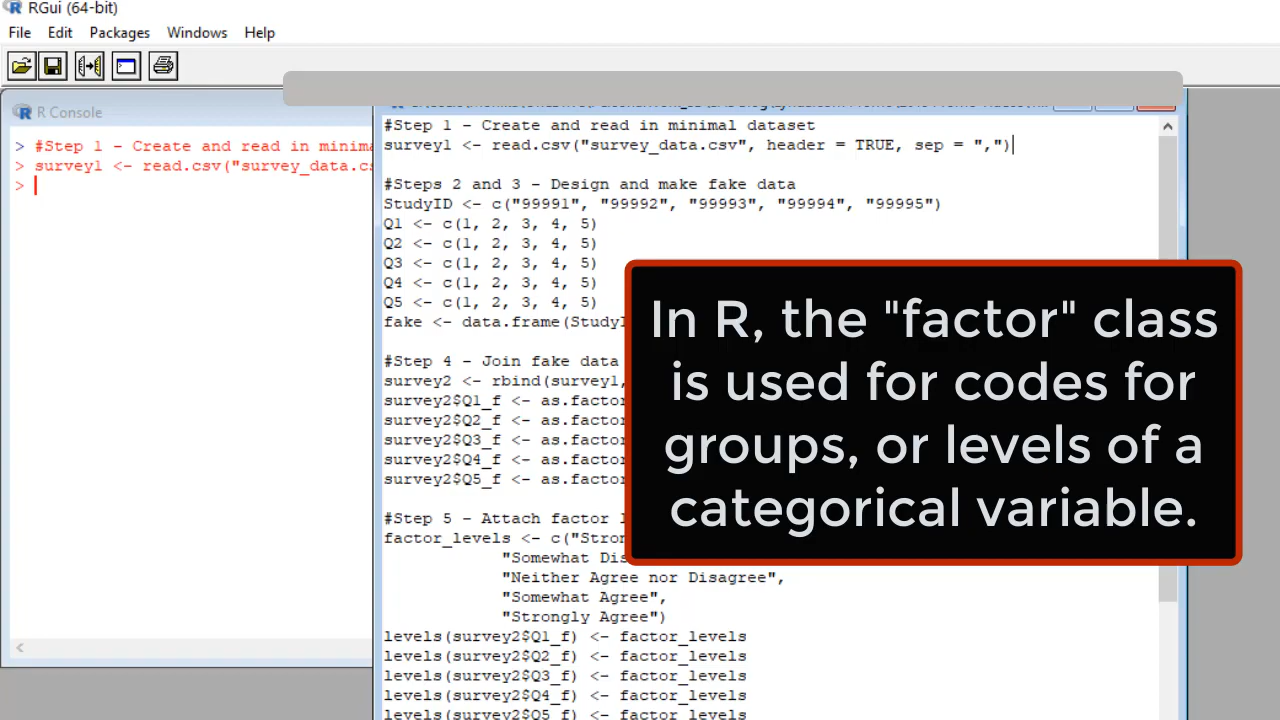 RGui (64-bit)
File Edit Packages Windows Help
R Console
> #Step 1 - Create and read in minima
> survey1 <- read.csv("survey_data.cs
>
#Step 1 - Create and read in minimal dataset
survey1 <- read.csv("survey_data.csv", header = TRUE, sep = ",")
#Steps 2 and 3 - Design and make fake data
StudyID <- c("99991", "99992", "99993", "99994", "99995")
Q1 <- c(1, 2, 3, 4, 5)
Q2 <- c(1, 2, 3, 4, 5)
Q3 <- c(1, 2, 3, 4, 5)
Q4 <- c(1, 2, 3, 4, 5)
Q5 <- c(1, 2, 3, 4, 5)
fake <- data.frame(StudyI
#Step 4 - Join fake data
survey2 <- rbind(survey1,
survey2$Q1_f <- as.factor
survey2$Q2_f <- as.factor
survey2$Q3_f <- as.factor
survey2$Q4_f <- as.factor
survey2$Q5_f <- as.factor
#Step 5 - Attach factor l
factor_levels <- c("Stron
"Somewhat Dis
"Neither Agree nor Disagree",
"Somewhat Agree",
"Strongly Agree")
levels(survey2$Q1_f) <- factor_levels
levels(survey2$Q2_f) <- factor_levels
levels(survey2$Q3_f) <- factor_levels
levels(survey2$Q4_f) <- factor_levels
levels(survey2$Q5_f) <- factor_levels
In R, the "factor" class
is used for codes for
groups, or levels of a
categorical variable.